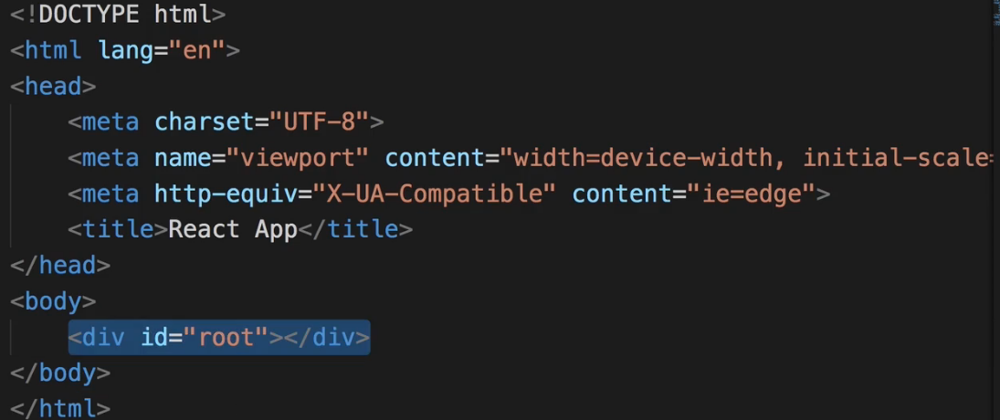 <!DOCTYPE html>
<html lang="en">
<head>
<meta charset="UTF-8">
<meta name="viewport" content="width=device-width, initial-scale=
<meta http-equiv="X-UA-Compatible" content="ie=edge">
<title>React App</title>
</head>
<body>
<div id="root"></div>
</body>
</html>